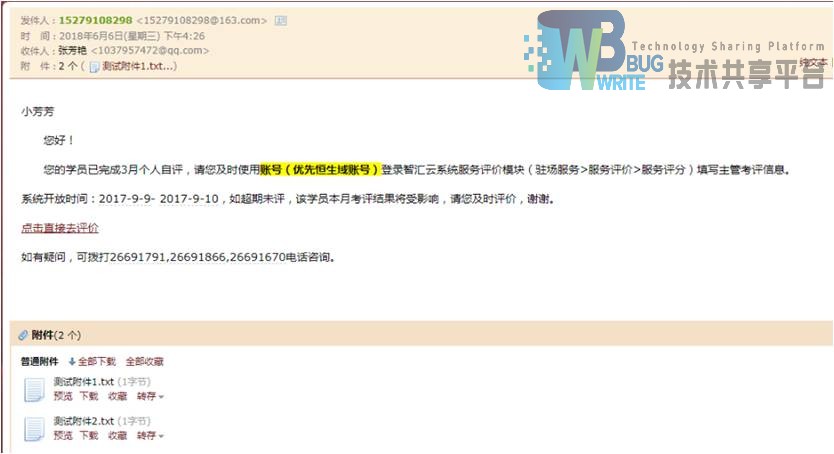 发件人：15279108298 <15279108298@163.com>
时　间：2018年6月6日(星期三) 下午4:26
收件人：张芳艳 <1037957472@qq.com>
附　件：2 个 ( 测试附件1.txt...)
纯文本
WB
BUG
WRITE
Technology Sharing Platform
技术共享平台
小芳芳
您好！
您的学员已完成3月个人自评，请您及时使用账号（优先恒生域账号）登录智汇云系统服务评价模块（驻场服务>服务评价>服务评分）填写主管考评信息。
系统开放时间：2017-9-9- 2017-9-10，如超期未评，该学员本月考评结果将受影响，请您及时评价，谢谢。
点击直接去评价
如有疑问，可拨打26691791,26691866,26691670电话咨询。
附件(2 个)
普通附件 全部下载 全部收藏
测试附件1.txt (1字节)
预览 下载 收藏 转存
测试附件2.txt (1字节)
预览 下载 收藏 转存